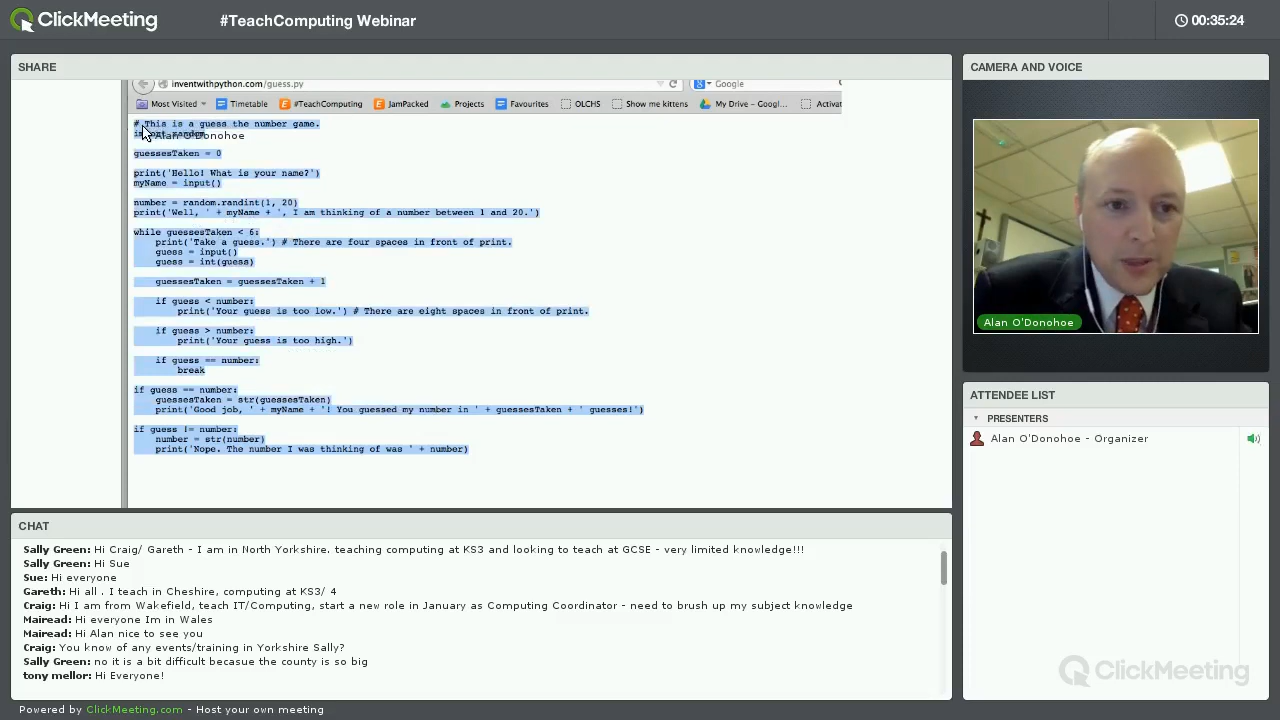 ClickMeeting
#TeachComputing Webinar
00:35:24
SHARE
inventwithpython.com/guess.py
Google
Most Visited
Timetable
#TeachComputing
JamPacked
Projects
Favourites
OLCHS
Show me kittens
My Drive – Googl...
Activat
# This is a guess the number game.
import random
Alan O'Donohoe
guessesTaken = 0
print('Hello! What is your name?')
myName = input()
number = random.randint(1, 20)
print('Well, ' + myName + ', I am thinking of a number between 1 and 20.')
while guessesTaken < 6:
    print('Take a guess.') # There are four spaces in front of print.
    guess = input()
    guess = int(guess)
    guessesTaken = guessesTaken + 1
    if guess < number:
        print('Your guess is too low.') # There are eight spaces in front of print.
    if guess > number:
        print('Your guess is too high.')
    if guess == number:
        break
if guess == number:
    guessesTaken = str(guessesTaken)
    print('Good job, ' + myName + '! You guessed my number in ' + guessesTaken + ' guesses!')
if guess != number:
    number = str(number)
    print('Nope. The number I was thinking of was ' + number)
CAMERA AND VOICE
Alan O'Donohoe
ATTENDEE LIST
PRESENTERS
Alan O'Donohoe - Organizer
CHAT
Sally Green: Hi Craig/ Gareth - I am in North Yorkshire. teaching computing at KS3 and looking to teach at GCSE - very limited knowledge!!!
Sally Green: Hi Sue
Sue: Hi everyone
Gareth: Hi all . I teach in Cheshire, computing at KS3/ 4
Craig: Hi I am from Wakefield, teach IT/Computing, start a new role in January as Computing Coordinator - need to brush up my subject knowledge
Mairead: Hi everyone Im in Wales
Mairead: Hi Alan nice to see you
Craig: You know of any events/training in Yorkshire Sally?
Sally Green: no it is a bit difficult becasue the county is so big
tony mellor: Hi Everyone!
ClickMeeting
Powered by ClickMeeting.com - Host your own meeting